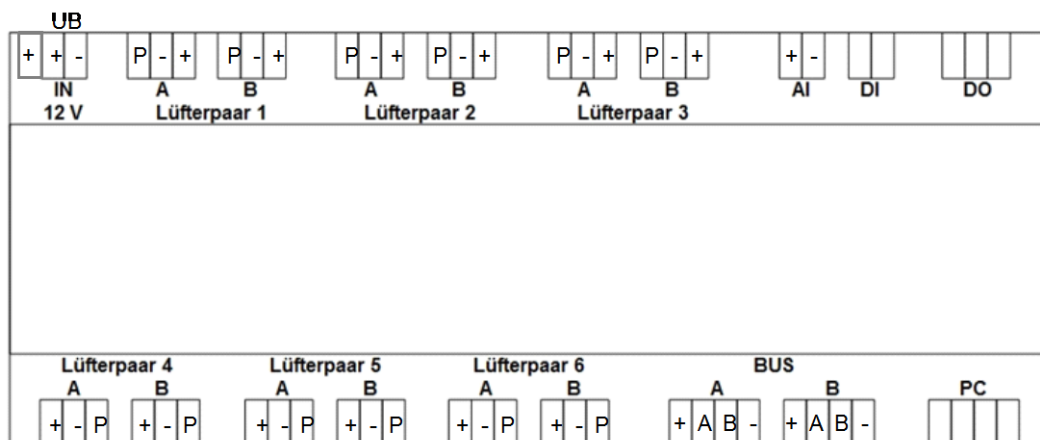 UB
+ + - P - + P - + P - + P - + P - + P - + + -
IN A B A B A B AI DI DO
12 V Lüfterpaar 1 Lüfterpaar 2 Lüfterpaar 3
Lüfterpaar 4 Lüfterpaar 5 Lüfterpaar 6 BUS
A B A B A B A B PC
+ - P + - P + - P + - P + - P + - P + A B - + A B -